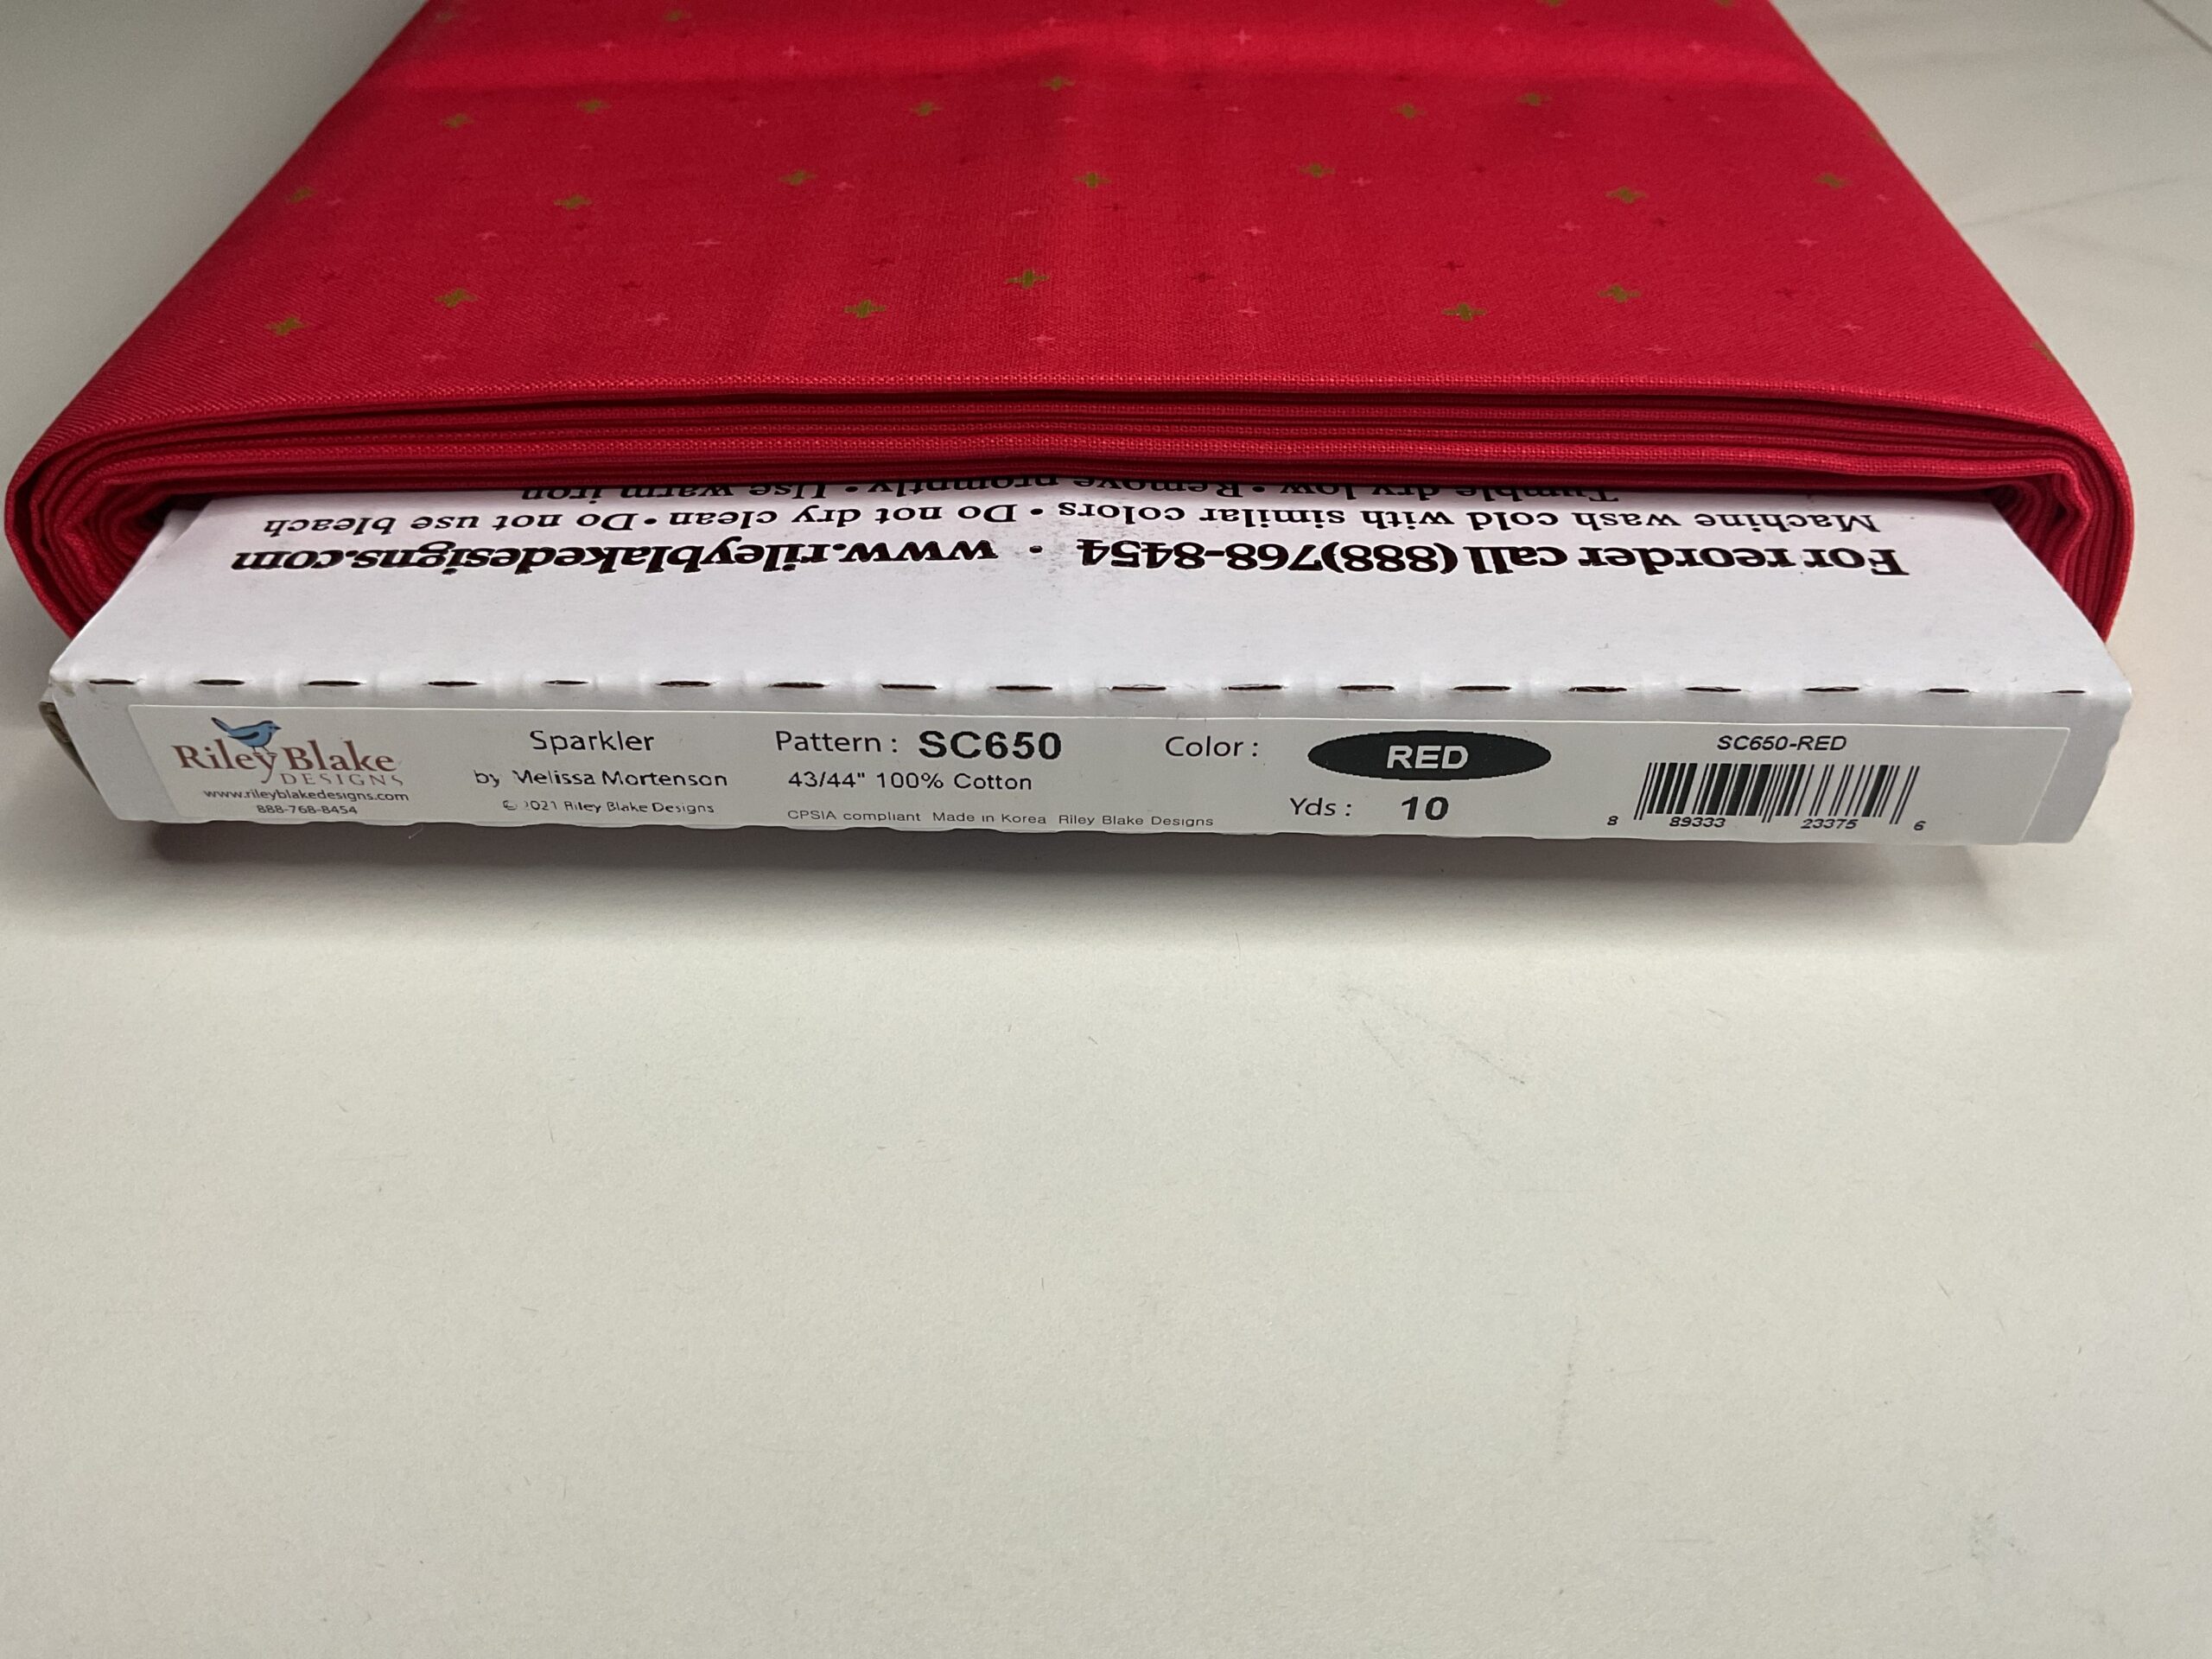 Tumble dry low • Remove promptly • Use warm iron
Machine wash cold with similar colors • Do not dry clean • Do not use bleach
For reorder call (888)768-8454 • www.rileyblakedesigns.com
Riley Blake
DESIGNS
www.rileyblakedesigns.com
888-768-8454
Sparkler
by Melissa Mortenson
© 2021 Riley Blake Designs
Pattern : SC650
43/44" 100% Cotton
CPSIA compliant Made in Korea Riley Blake Designs
Color : RED
Yds : 10
SC650-RED
8 89333 23375 6